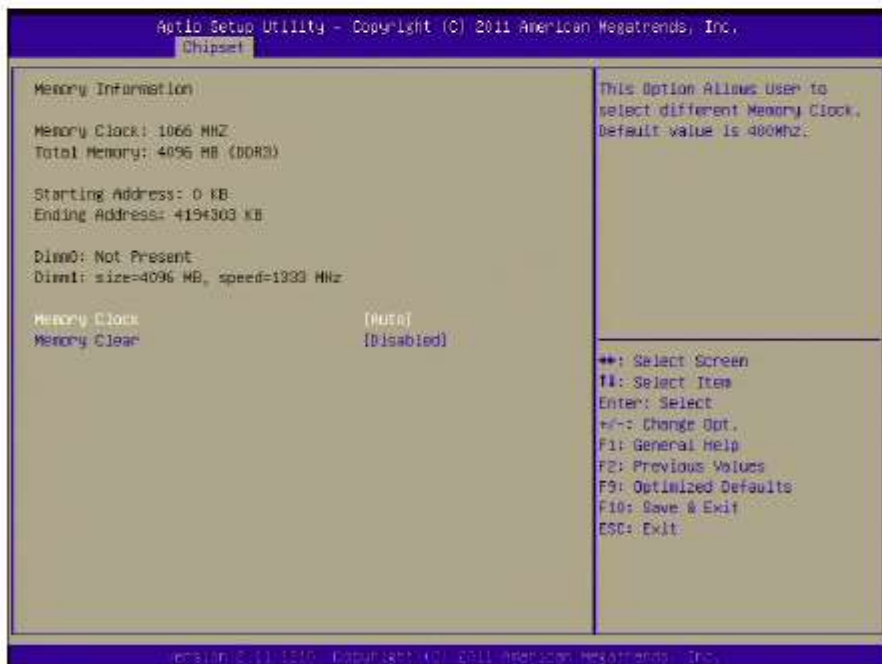 Aptio Setup Utility - Copyright (C) 2011 American Megatrends, Inc.
Chipset
Memory Information
Memory Clock: 1066 MHZ
Total Memory: 4096 MB (DDR3)
Starting Address: 0 KB
Ending Address: 4194303 KB
Dimm0: Not Present
Dimm1: size=4096 MB, speed=1333 MHz
Memory Clock [Auto]
Memory Clear [Disabled]
This Option Allows User to
select different Memory Clock.
Default value is 400Mhz.
→←: Select Screen
↑↓: Select Item
Enter: Select
+/-: Change Opt.
F1: General Help
F2: Previous Values
F9: Optimized Defaults
F10: Save & Exit
ESC: Exit
Version 2.11.1210. Copyright (C) 2011 American Megatrends, Inc.